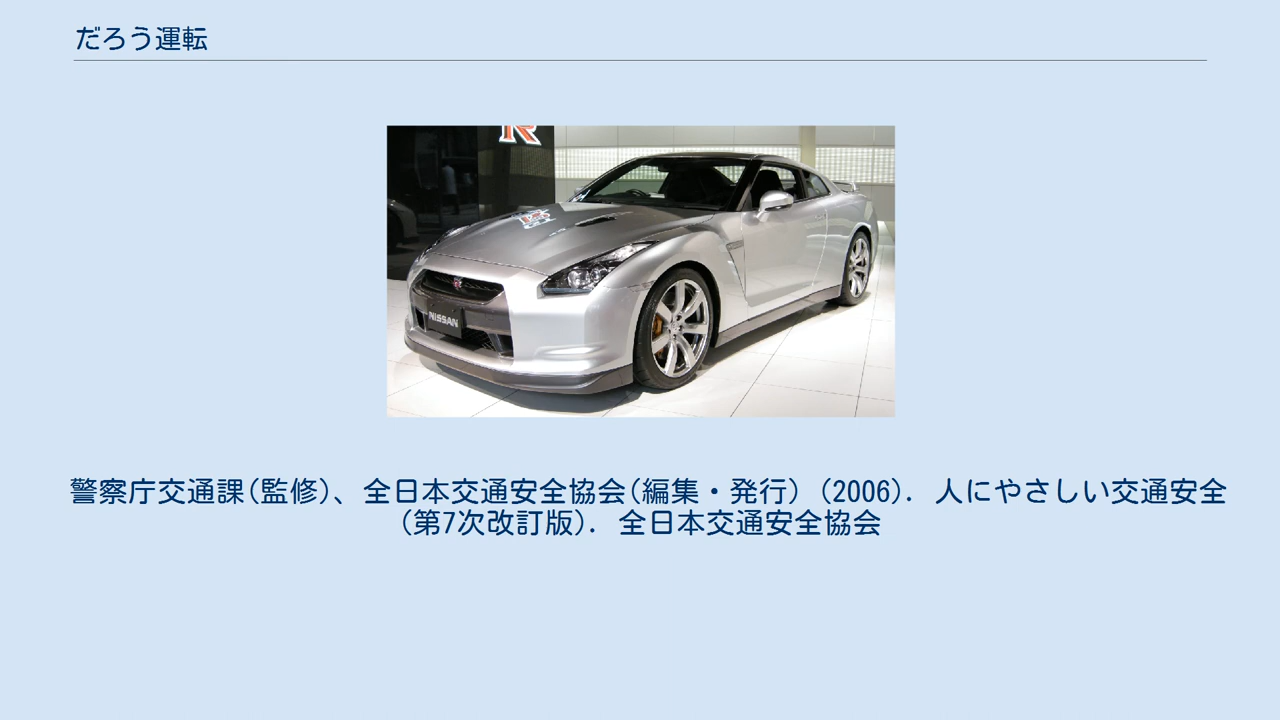 だろう運転
R
NISSAN
警察庁交通課(監修)、全日本交通安全協会(編集・発行) (2006). 人にやさしい交通安全
(第7次改訂版). 全日本交通安全協会